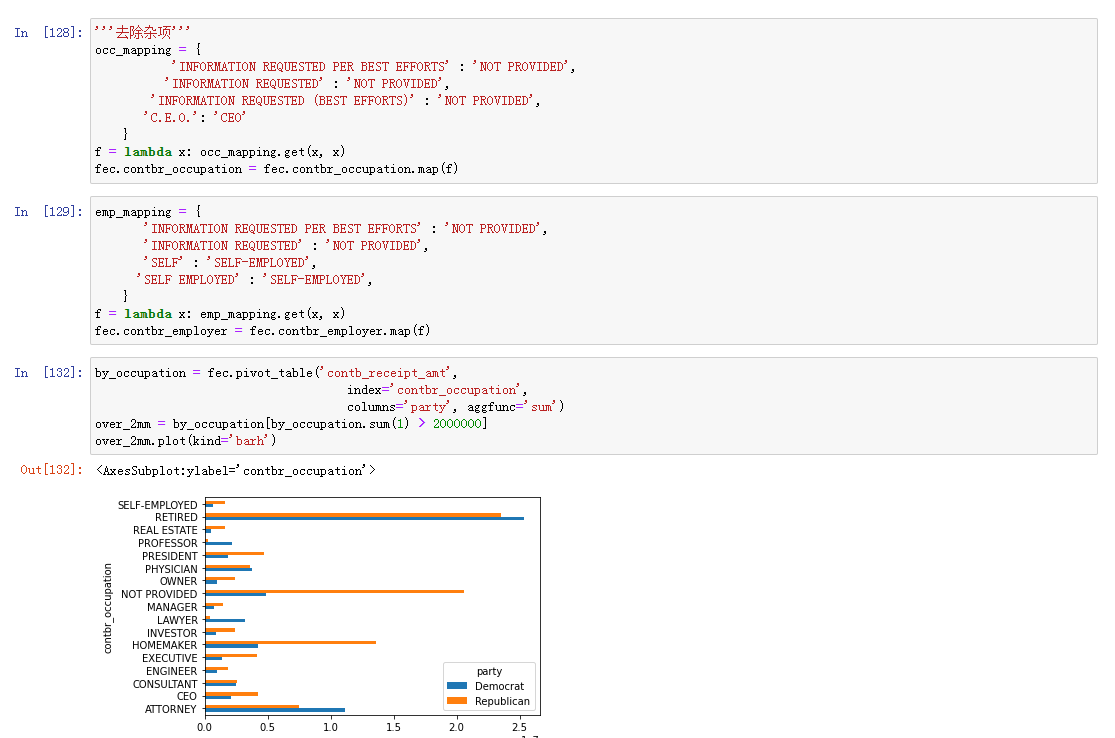 In [128]: '''去除杂项'''
occ_mapping = {
'INFORMATION REQUESTED PER BEST EFFORTS' : 'NOT PROVIDED',
'INFORMATION REQUESTED' : 'NOT PROVIDED',
'INFORMATION REQUESTED (BEST EFFORTS)' : 'NOT PROVIDED',
'C.E.O.': 'CEO'
}
f = lambda x: occ_mapping.get(x, x)
fec.contbr_occupation = fec.contbr_occupation.map(f)
In [129]: emp_mapping = {
'INFORMATION REQUESTED PER BEST EFFORTS' : 'NOT PROVIDED',
'INFORMATION REQUESTED' : 'NOT PROVIDED',
'SELF' : 'SELF-EMPLOYED',
'SELF EMPLOYED' : 'SELF-EMPLOYED',
}
f = lambda x: emp_mapping.get(x, x)
fec.contbr_employer = fec.contbr_employer.map(f)
In [132]: by_occupation = fec.pivot_table('contb_receipt_amt',
index='contbr_occupation',
columns='party', aggfunc='sum')
over_2mm = by_occupation[by_occupation.sum(1) > 2000000]
over_2mm.plot(kind='barh')
Out[132]: <AxesSubplot:ylabel='contbr_occupation'>
contbr_occupation
SELF-EMPLOYED
RETIRED
REAL ESTATE
PROFESSOR
PRESIDENT
PHYSICIAN
OWNER
NOT PROVIDED
MANAGER
LAWYER
INVESTOR
HOMEMAKER
EXECUTIVE
ENGINEER
CONSULTANT
CEO
ATTORNEY
party
Democrat
Republican
0.0 0.5 1.0 1.5 2.0 2.5